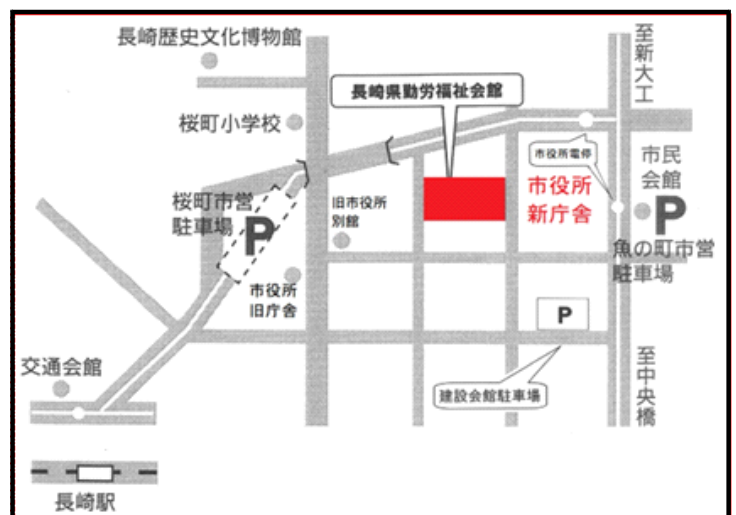 長崎歴史文化博物館
至新大工
長崎県勤労福祉会館
桜町小学校
市役所電停
市民
会館
市役所
新庁舎
桜町市営
駐車場
P
旧市役所
別館
P
魚の町市営
駐車場
市役所
旧庁舎
P
交通会館
建設会館駐車場
至中央橋
長崎駅